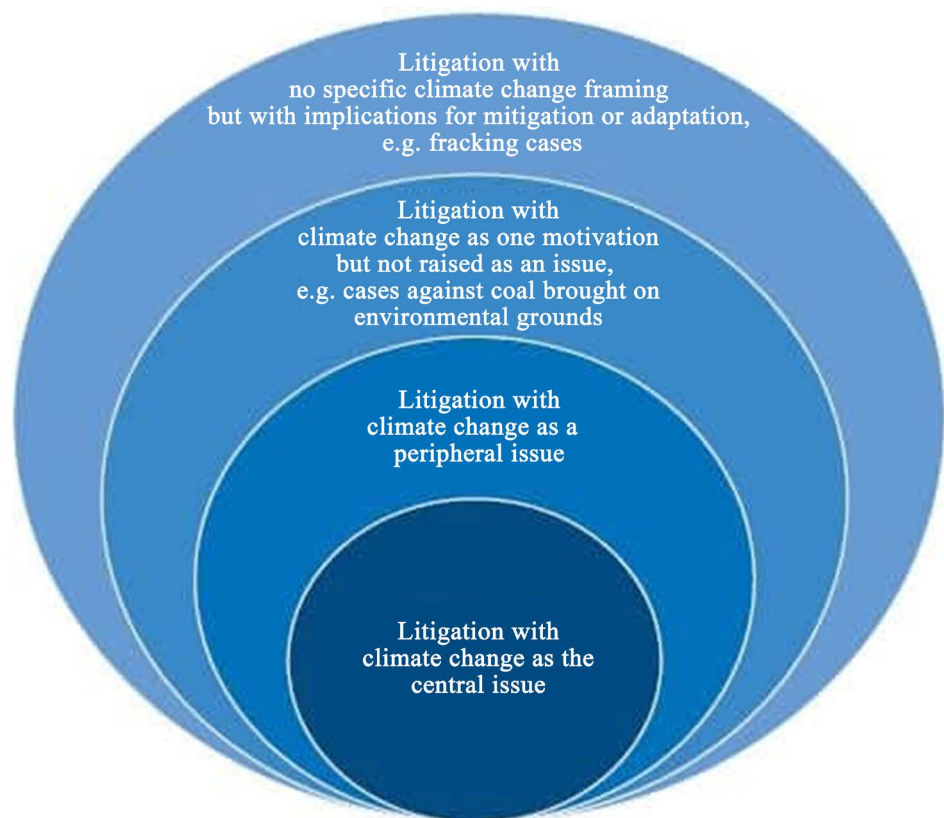 Litigation with
no specific climate change framing
but with implications for mitigation or adaptation,
e.g. fracking cases
Litigation with
climate change as one motivation
but not raised as an issue,
e.g. cases against coal brought on
environmental grounds
Litigation with
climate change as a
peripheral issue
Litigation with
climate change as the
central issue